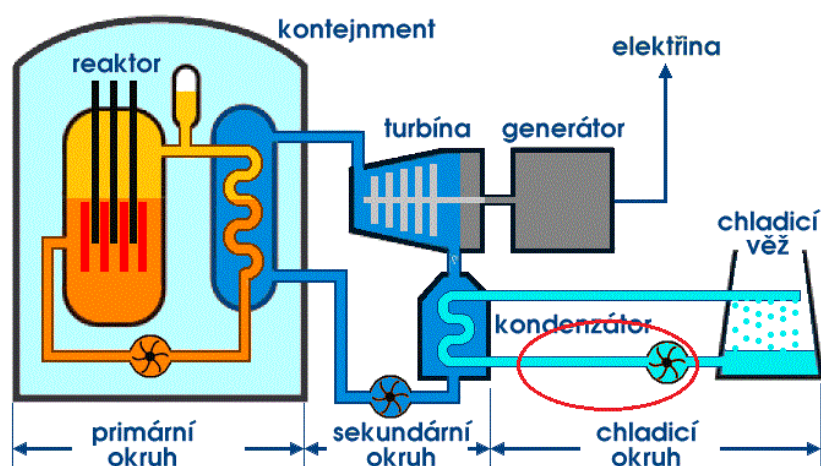 kontejnment
elektřina
reaktor
turbína
generátor
chladicí
věž
kondenzátor
primární
okruh
sekundární
okruh
chladicí
okruh